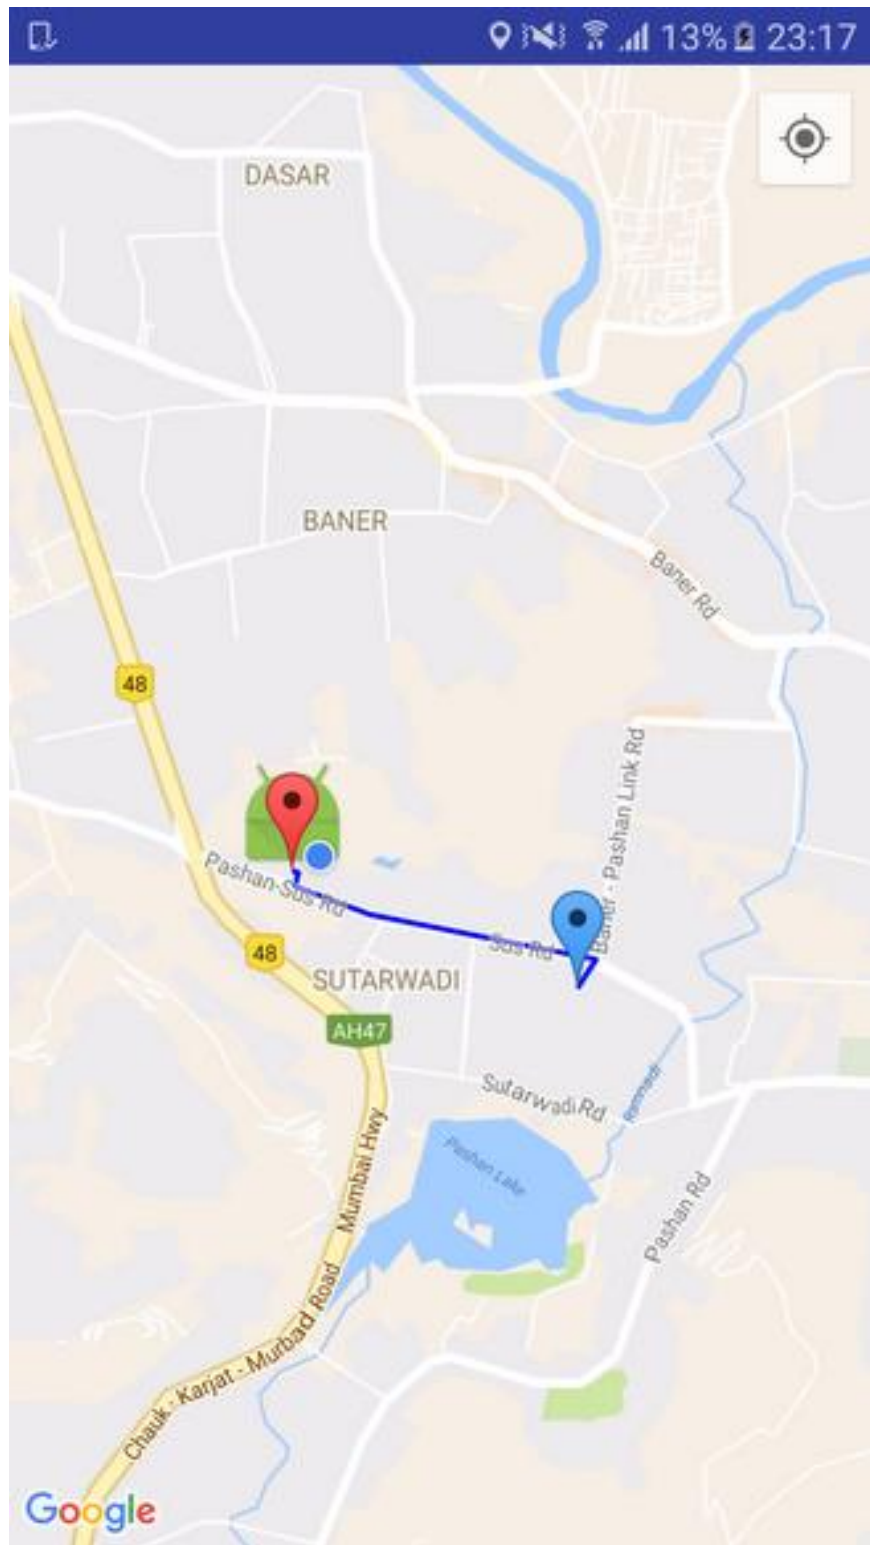 13% 23:17
DASAR
BANER
Baner Rd
48
Baner - Pashan Link Rd
Pashan-Sus Rd
Sus Rd
48
SUTARWADI
AH47
Sutarwadi Rd
Ramnadi
Mumbai Hwy
Pashan Lake
Pashan Rd
Chauk - Karjat - Murbad Road
Google